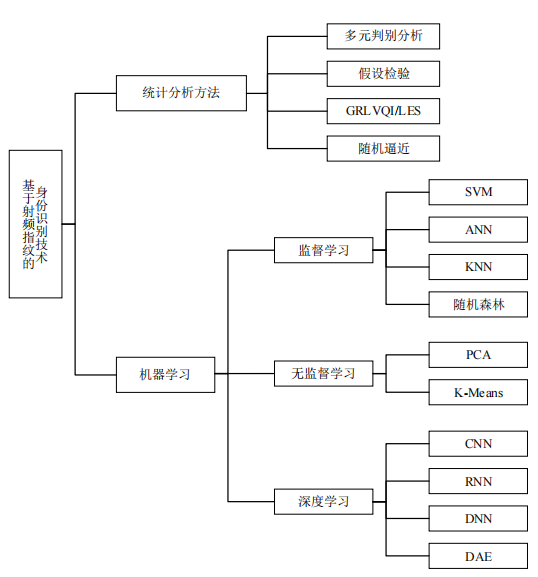 基于射频指纹的
身份识别技术
统计分析方法
多元判别分析
假设检验
GRLVQI/LES
随机逼近
机器学习
监督学习
SVM
ANN
KNN
随机森林
无监督学习
PCA
K-Means
深度学习
CNN
RNN
DNN
DAE